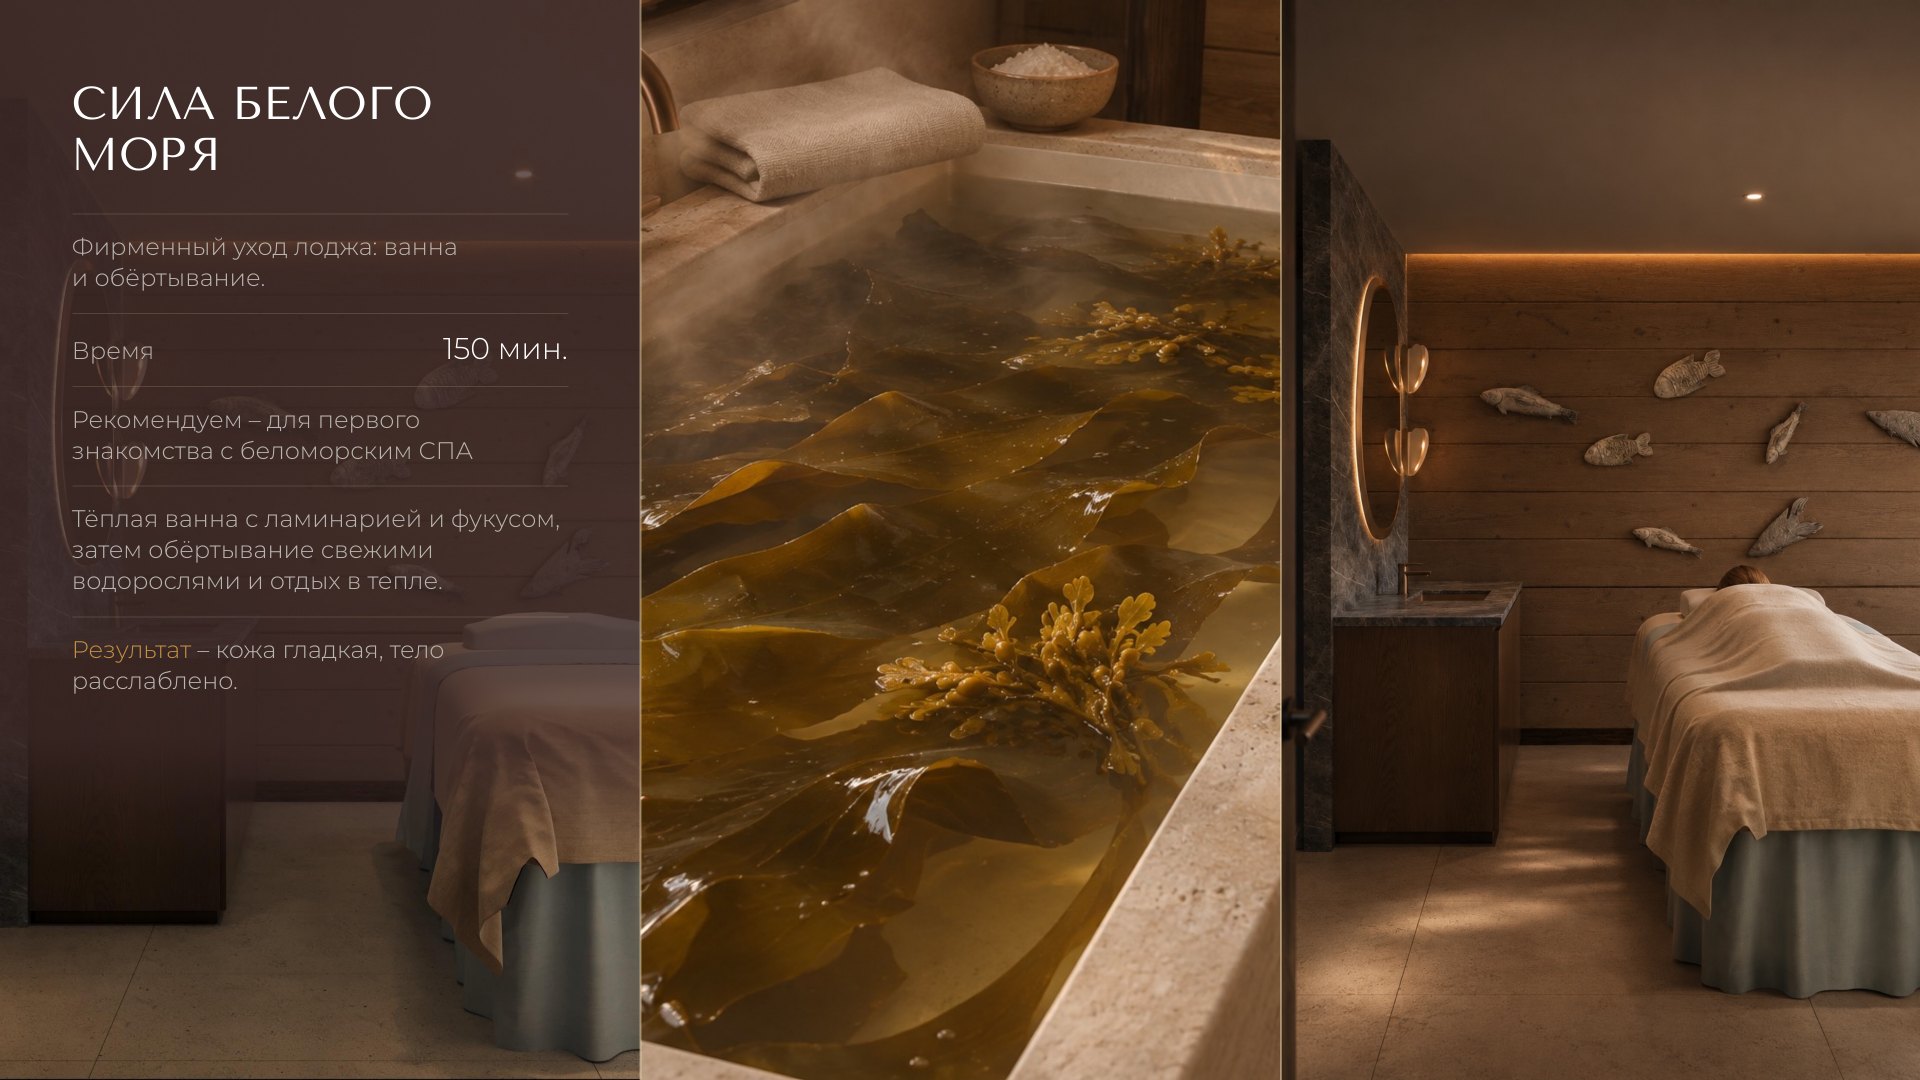 СИЛА БЕЛОГО
МОРЯ
Фирменный уход лоджа: ванна
и обёртывание.
Время 150 мин.
Рекомендуем – для первого
знакомства с беломорским СПА
Тёплая ванна с ламинарией и фукусом,
затем обёртывание свежими
водорослями и отдых в тепле.
Результат – кожа гладкая, тело
расслаблено.